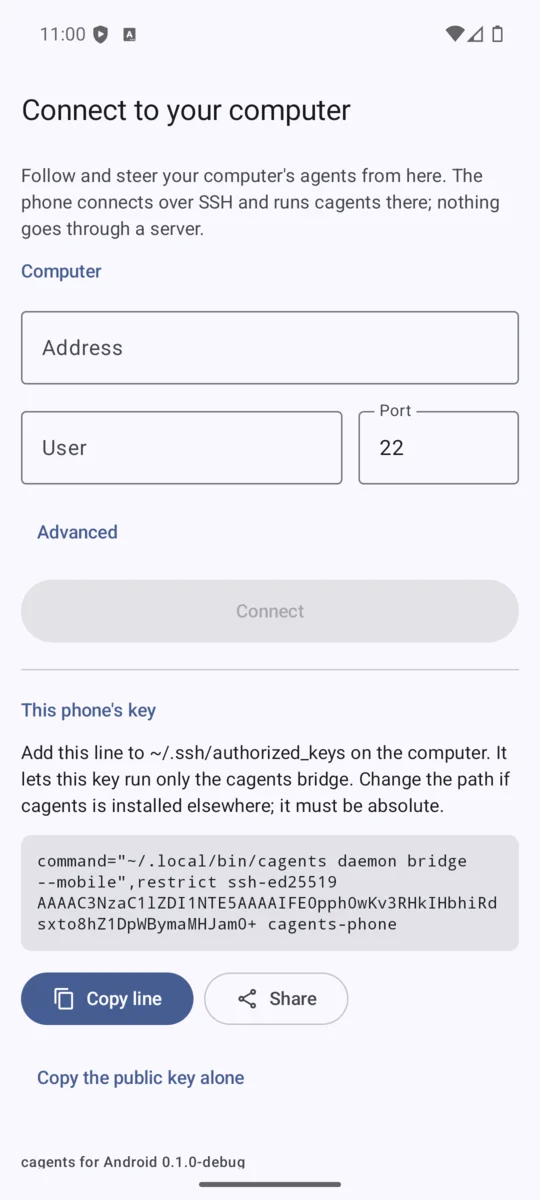 11:00
Connect to your computer
Follow and steer your computer's agents from here. The
phone connects over SSH and runs cagents there; nothing
goes through a server.
Computer
Address
User
Port
22
Advanced
Connect
This phone's key
Add this line to ~/.ssh/authorized_keys on the computer. It
lets this key run only the cagents bridge. Change the path if
cagents is installed elsewhere; it must be absolute.
command="~/.local/bin/cagents daemon bridge
--mobile",restrict ssh-ed25519
AAAAC3NzaC1lZDI1NTE5AAAAIFEOpphOwKv3RHkIHbhiRd
sxto8hZ1DpWBymaMHJamO+ cagents-phone
Copy line
Share
Copy the public key alone
cagents for Android 0.1.0-debug